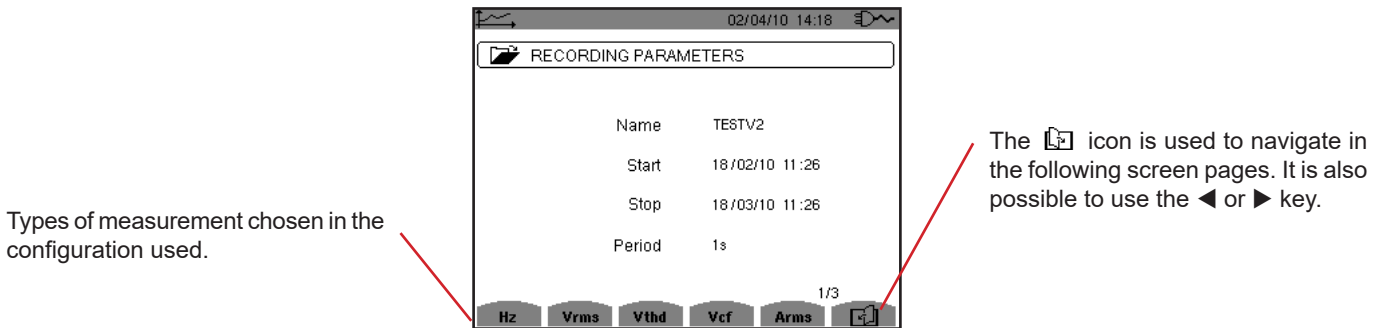 02/04/10 14:18
RECORDING PARAMETERS
Name TESTV2
Start 18/02/10 11:26
Stop 18/03/10 11:26
Period 1s
1/3
Hz Vrms Vthd Vcf Arms
Types of measurement chosen in the
configuration used.
The icon is used to navigate in
the following screen pages. It is also
possible to use the ◄ or ► key.